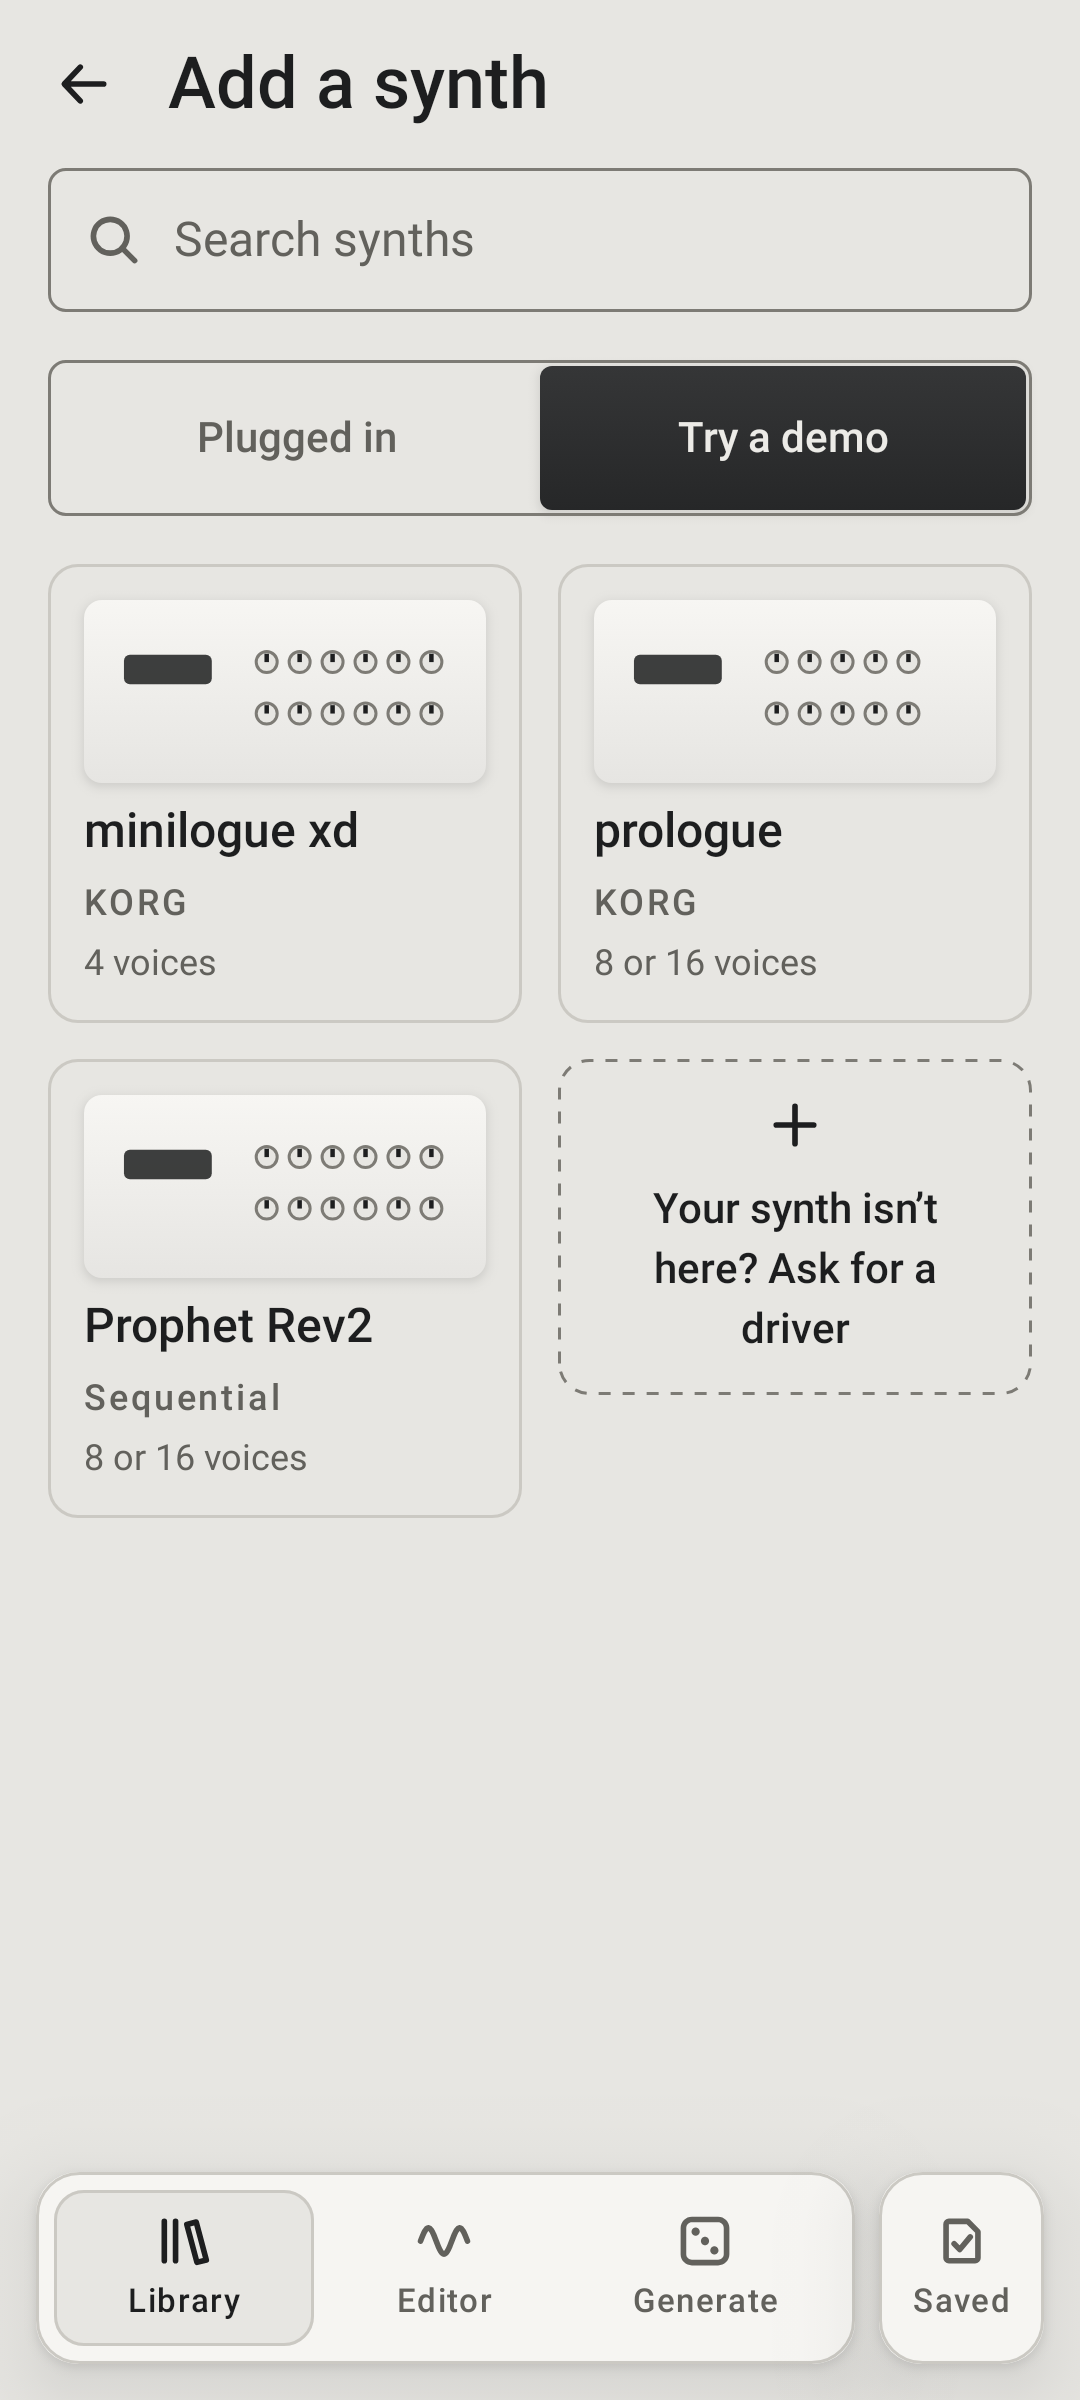 Add a synth
Search synths
Plugged in
Try a demo
minilogue xd
KORG
4 voices
prologue
KORG
8 or 16 voices
Prophet Rev2
Sequential
8 or 16 voices
Your synth isn’t
here? Ask for a
driver
Library
Editor
Generate
Saved